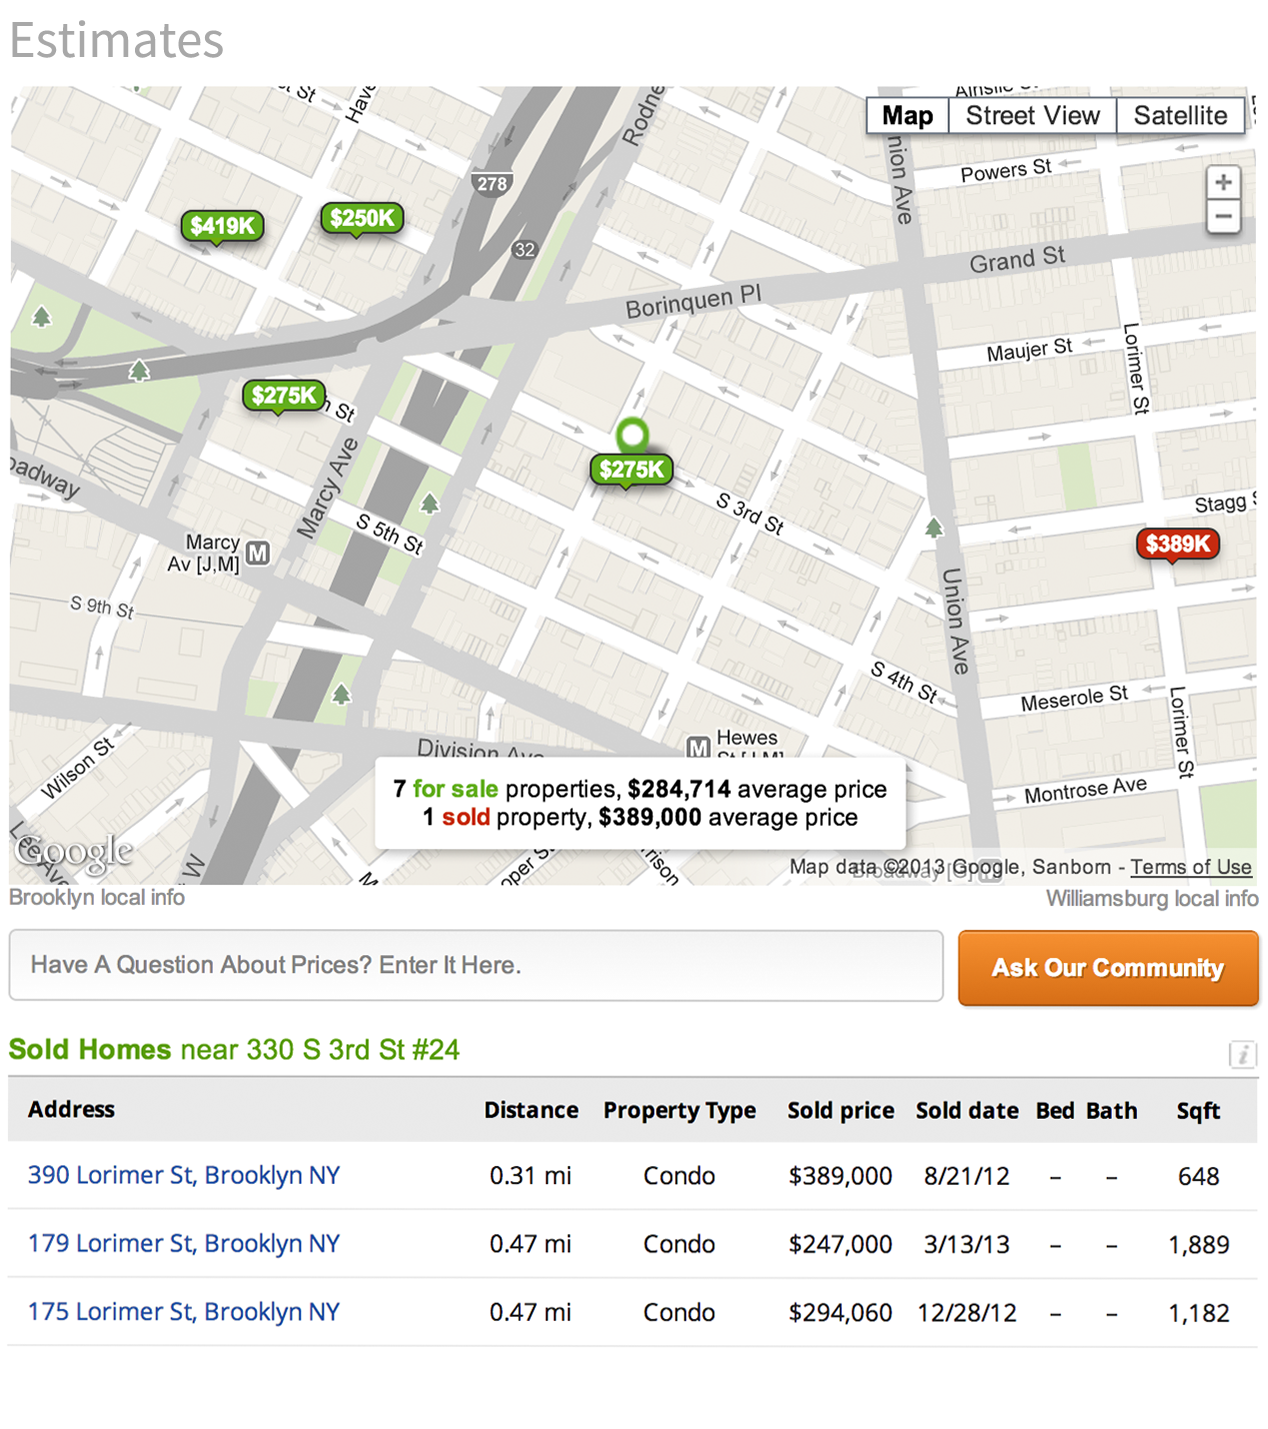 Estimates
Map Street View Satellite
Rodne
Union Ave
Powers St
278
$419K
$250K
32
Grand St
Borinquen Pl
Maujer St
Lorimer St
$275K
h St
Marcy Ave
$275K
S 3rd St
S 5th St
Stagg S
$389K
Marcy
Av [J,M]
M
S 9th St
Union Ave
S 4th St
Meserole St
Lorimer St
Hewes
M
Division Ave
Wilson St
Montrose Ave
7 for sale properties, $284,714 average price
1 sold property, $389,000 average price
Lee Ave
Google
Map data ©2013 Google, Sanborn - Terms of Use
Brooklyn local info
Williamsburg local info
Have A Question About Prices? Enter It Here.
Ask Our Community
Sold Homes near 330 S 3rd St #24
i
Address Distance Property Type Sold price Sold date Bed Bath Sqft
390 Lorimer St, Brooklyn NY 0.31 mi Condo $389,000 8/21/12 – – 648
179 Lorimer St, Brooklyn NY 0.47 mi Condo $247,000 3/13/13 – – 1,889
175 Lorimer St, Brooklyn NY 0.47 mi Condo $294,060 12/28/12 – – 1,182